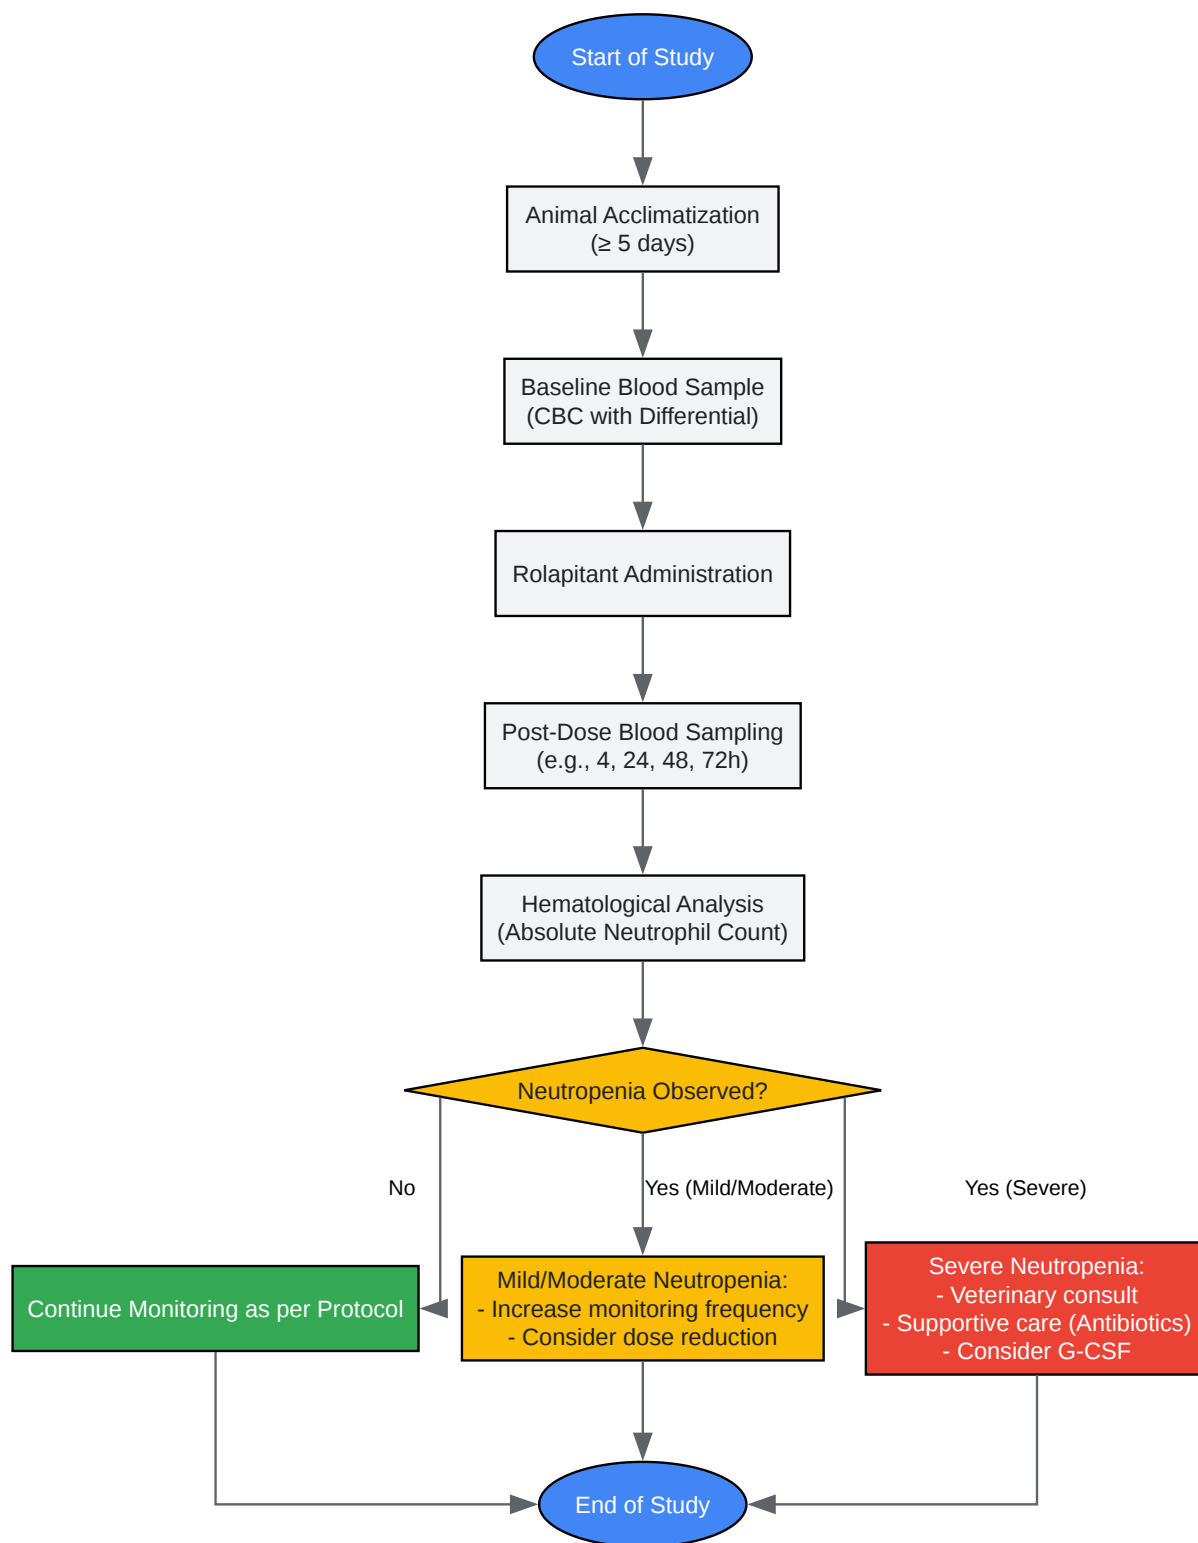 Start of Study
Animal Acclimatization
(≥ 5 days)
Baseline Blood Sample
(CBC with Differential)
Rolapitant Administration
Post-Dose Blood Sampling
(e.g., 4, 24, 48, 72h)
Hematological Analysis
(Absolute Neutrophil Count)
Neutropenia Observed?
No
Yes (Mild/Moderate)
Yes (Severe)
Continue Monitoring as per Protocol
Mild/Moderate Neutropenia:
- Increase monitoring frequency
- Consider dose reduction
Severe Neutropenia:
- Veterinary consult
- Supportive care (Antibiotics)
- Consider G-CSF
End of Study